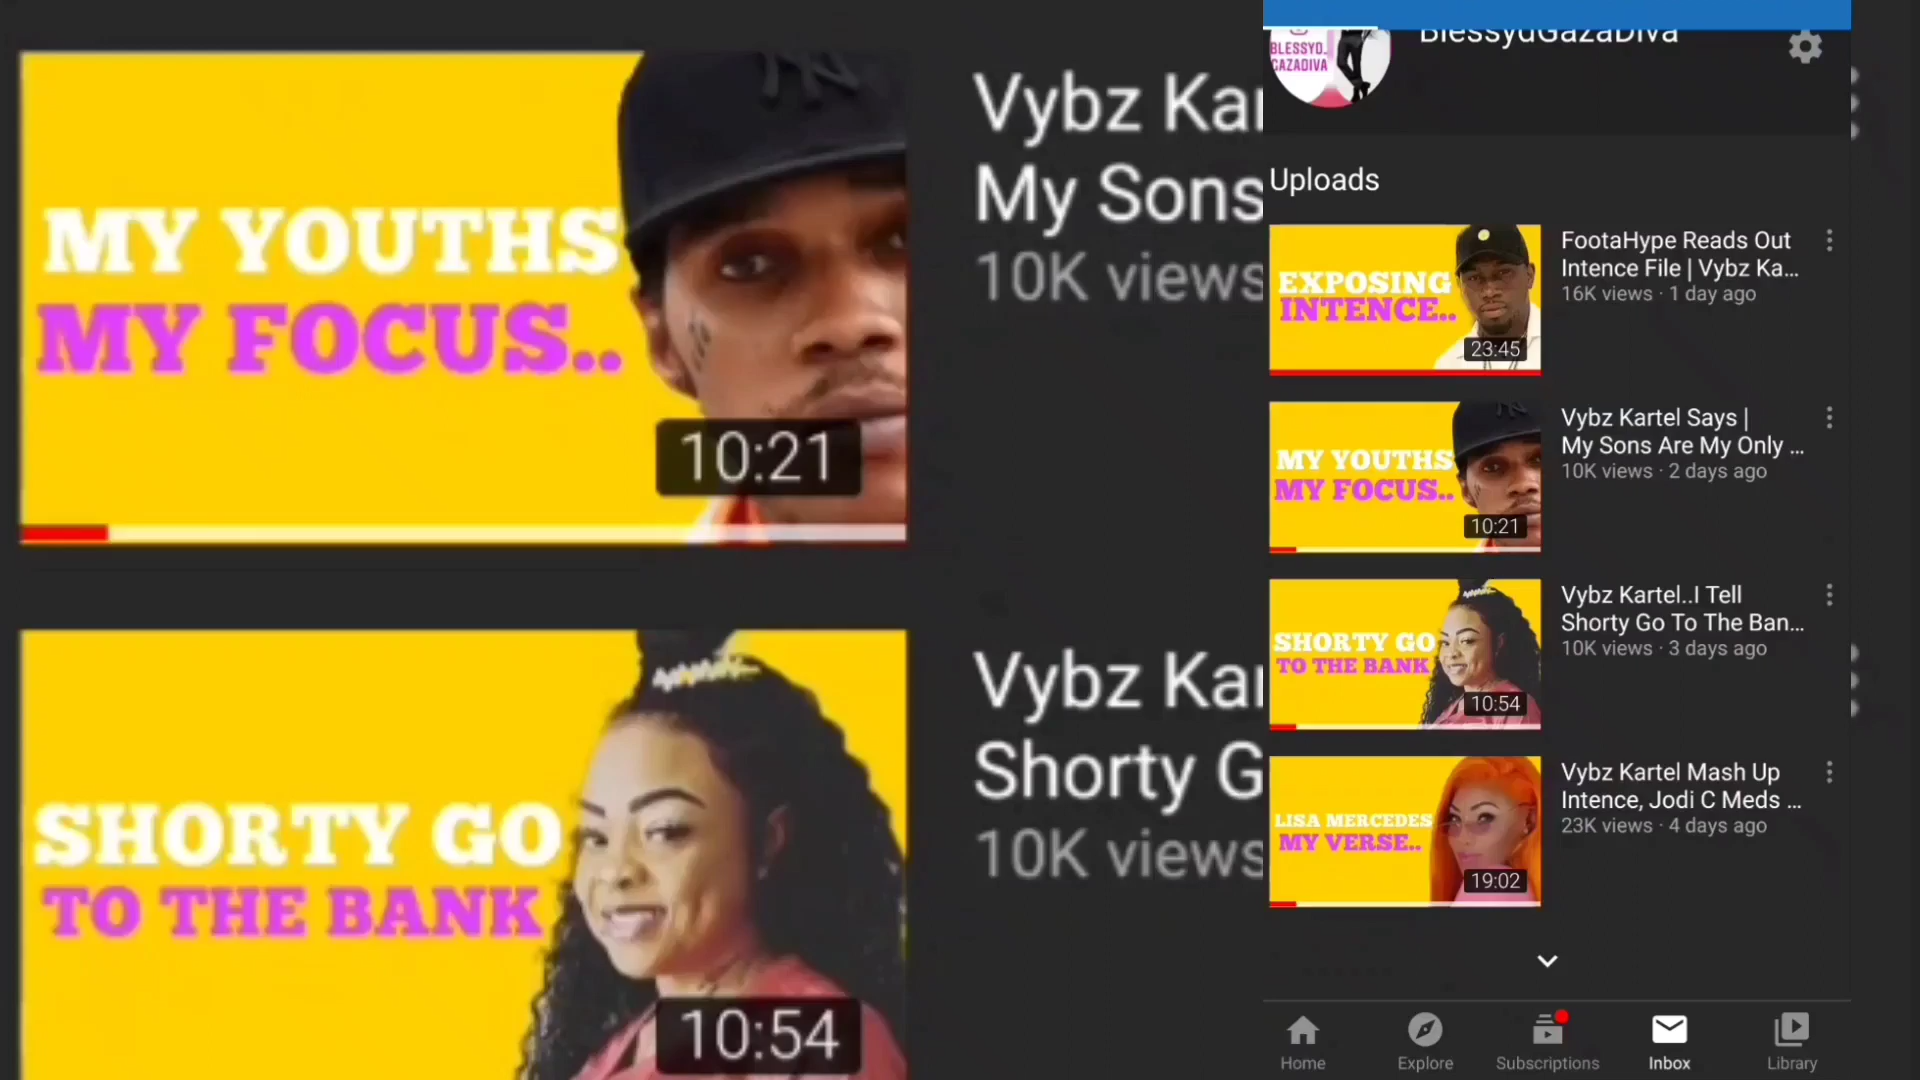 MY YOUTHS
MY FOCUS..
10:21
Vybz Kar
My Sons
10K views
SHORTY GO
TO THE BANK
10:54
Vybz Kar
Shorty G
10K views
BLESSYD.
GAZADIVA
BlessydGazaDiva
Uploads
EXPOSING
INTENCE..
23:45
FootaHype Reads Out
Intence File | Vybz Ka...
16K views · 1 day ago
MY YOUTHS
MY FOCUS..
10:21
Vybz Kartel Says |
My Sons Are My Only ...
10K views · 2 days ago
SHORTY GO
TO THE BANK
10:54
Vybz Kartel..I Tell
Shorty Go To The Ban...
10K views · 3 days ago
LISA MERCEDES
MY VERSE..
19:02
Vybz Kartel Mash Up
Intence, Jodi C Meds ...
23K views · 4 days ago
Home
Explore
Subscriptions
Inbox
Library